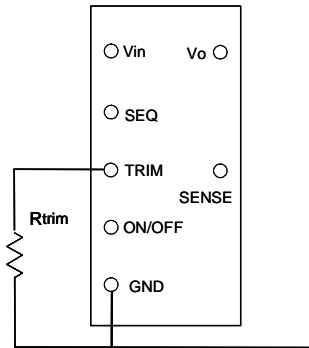 Vin
Vo
SEQ
TRIM
SENSE
Rtrim
ON/OFF
GND